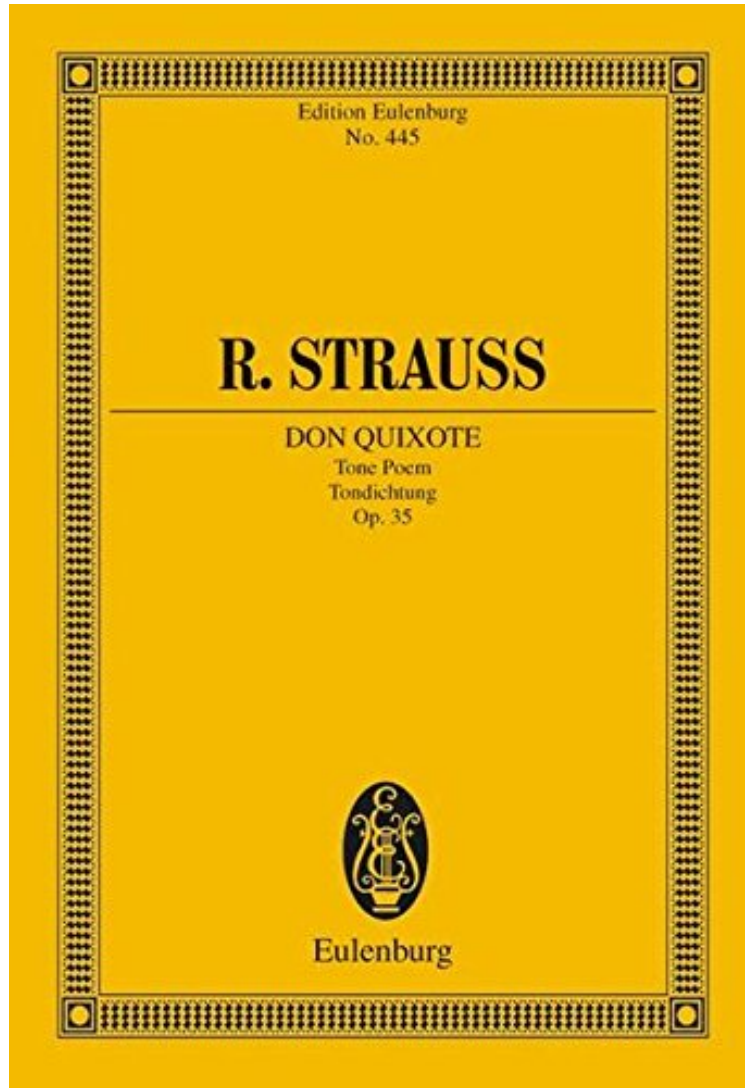 Edition Eulenburg
No. 445
R. STRAUSS
DON QUIXOTE
Tone Poem
Tondichtung
Op. 35
Eulenburg